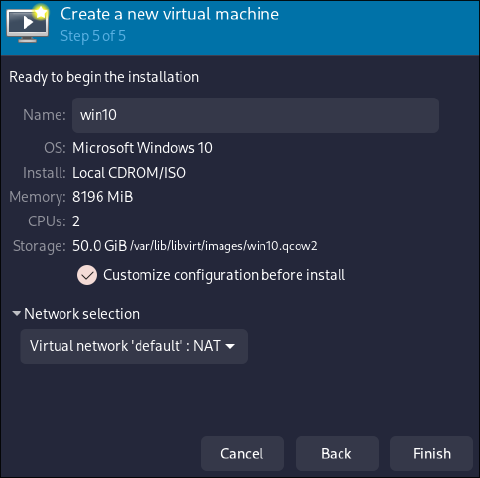 Create a new virtual machine
Step 5 of 5
Ready to begin the installation
Name: win10
OS: Microsoft Windows 10
Install: Local CDROM/ISO
Memory: 8196 MiB
CPUs: 2
Storage: 50.0 GiB /var/lib/libvirt/images/win10.qcow2
Customize configuration before install
Network selection
Virtual network 'default' : NAT
Cancel Back Finish